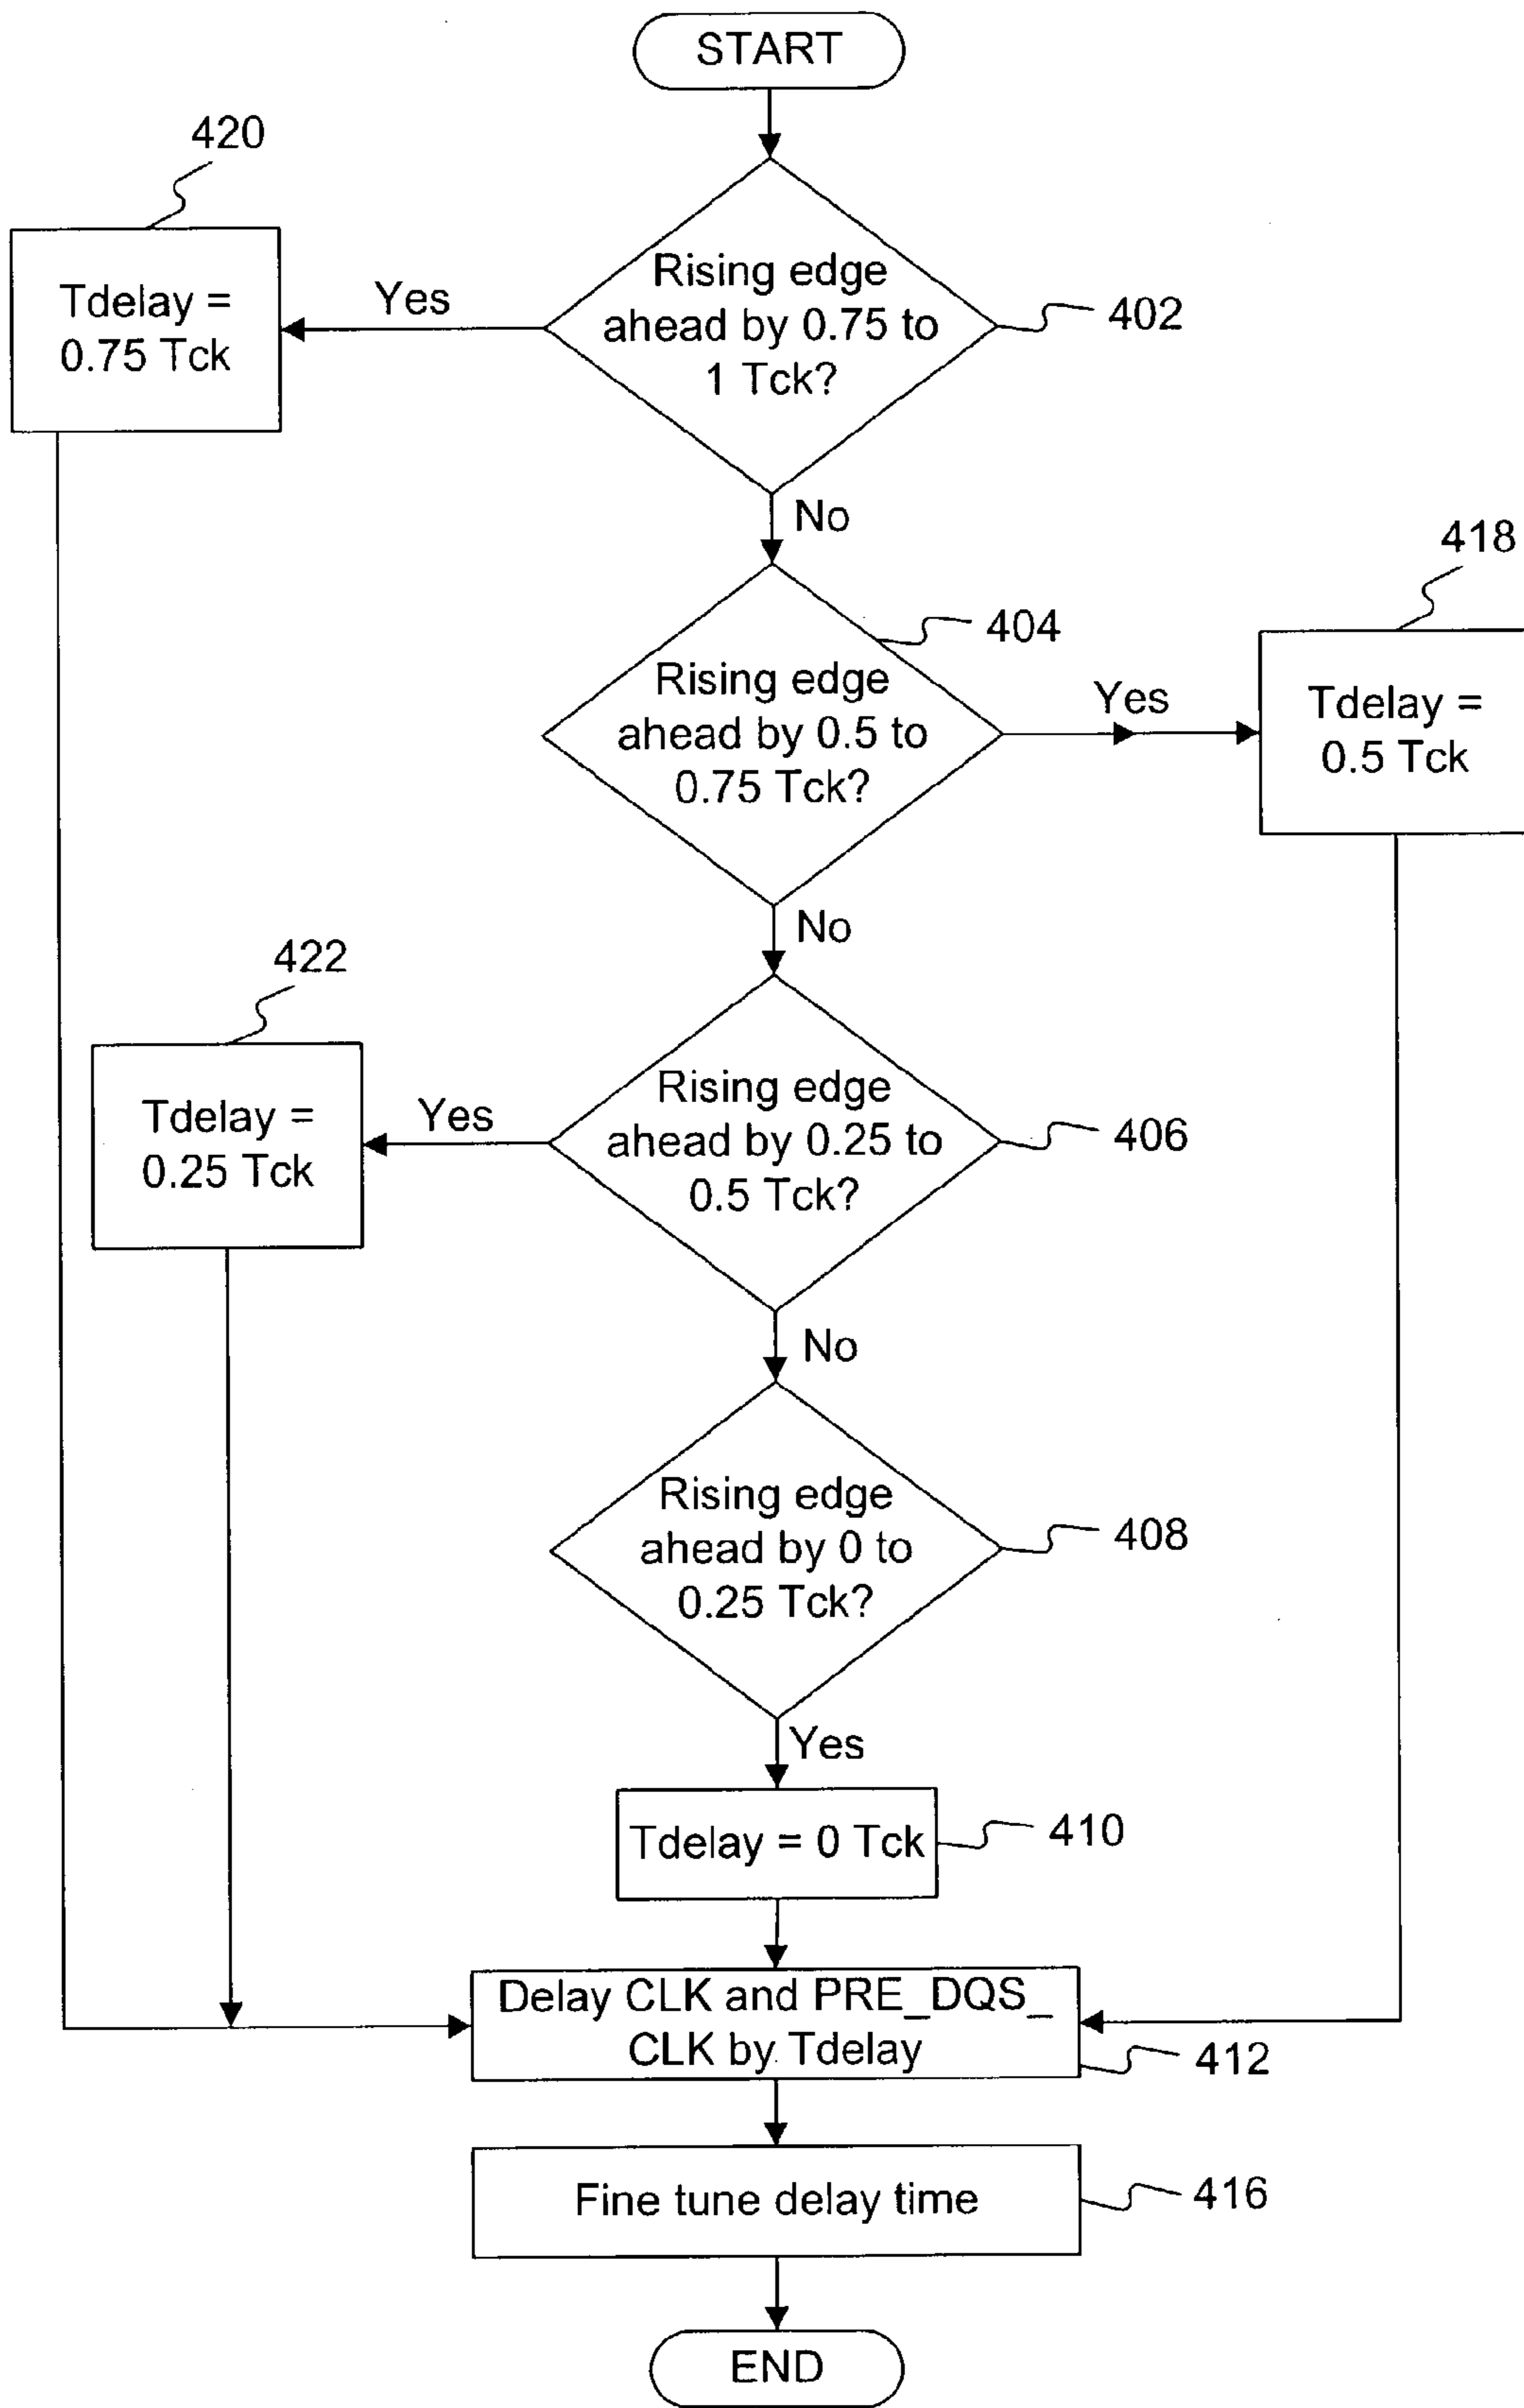 START
420
Rising edge
ahead by 0.75 to
1 Tck?
402
Yes
Tdelay =
0.75 Tck
No
418
404
Rising edge
ahead by 0.5 to
0.75 Tck?
Yes
Tdelay =
0.5 Tck
No
422
Rising edge
ahead by 0.25 to
0.5 Tck?
406
Yes
Tdelay =
0.25 Tck
No
Rising edge
ahead by 0 to
0.25 Tck?
408
Yes
Tdelay = 0 Tck
410
Delay CLK and PRE_DQS_
CLK by Tdelay
412
Fine tune delay time
416
END